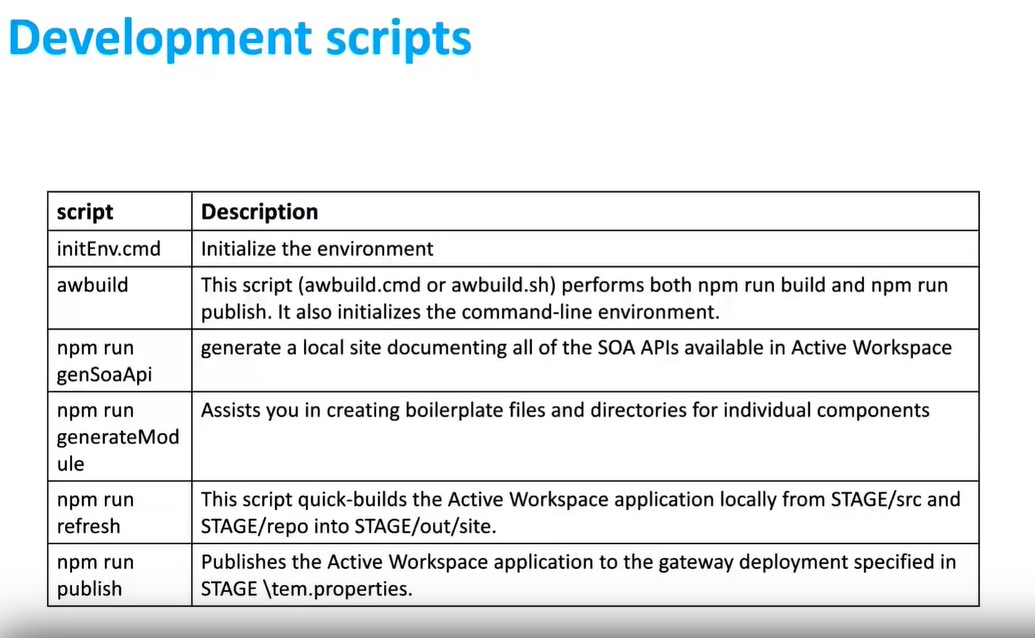 Development scripts
script
Description
initEnv.cmd
Initialize the environment
awbuild
This script (awbuild.cmd or awbuild.sh) performs both npm run build and npm run
publish. It also initializes the command-line environment.
npm run
genSoaApi
generate a local site documenting all of the SOA APIs available in Active Workspace
npm run
generateMod
ule
Assists you in creating boilerplate files and directories for individual components
npm run
refresh
This script quick-builds the Active Workspace application locally from STAGE/src and
STAGE/repo into STAGE/out/site.
npm run
publish
Publishes the Active Workspace application to the gateway deployment specified in
STAGE \tem.properties.